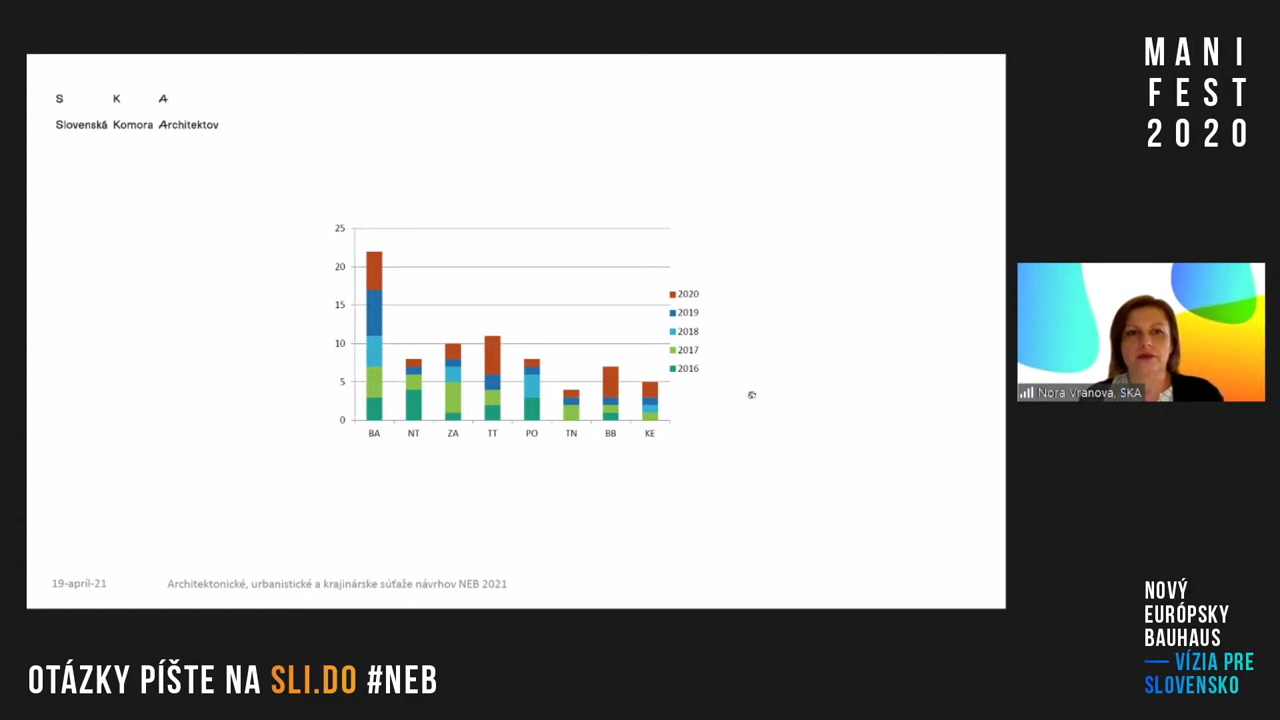 S K A
Slovenská Komora Architektov
25
20
15
10
5
0
BA NT ZA TT PO TN BB KE
2020
2019
2018
2017
2016
19-apríl-21
Architektonické, urbanistické a krajinárske súťaže návrhov NEB 2021
MANI
FEST
2020
Nora Vranova, SKA
NOVÝ
EURÓPSKY
BAUHAUS
— VÍZIA PRE
SLOVENSKO
OTÁZKY PÍŠTE NA SLI.DO #NEB